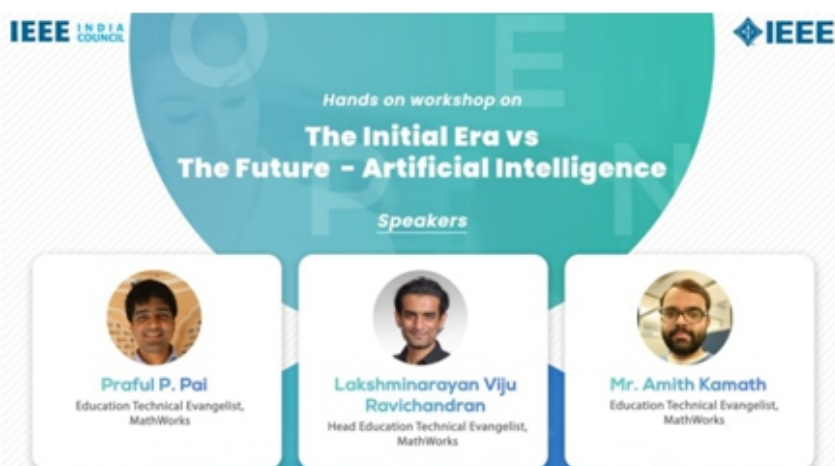 IEEE INDIA COUNCIL
IEEE
O E
P N
Hands on workshop on
The Initial Era vs
The Future - Artificial Intelligence
Speakers
Praful P. Pai
Education Technical Evangelist,
MathWorks
Lakshminarayan Viju
Ravichandran
Head Education Technical Evangelist,
MathWorks
Mr. Amith Kamath
Education Technical Evangelist,
MathWorks